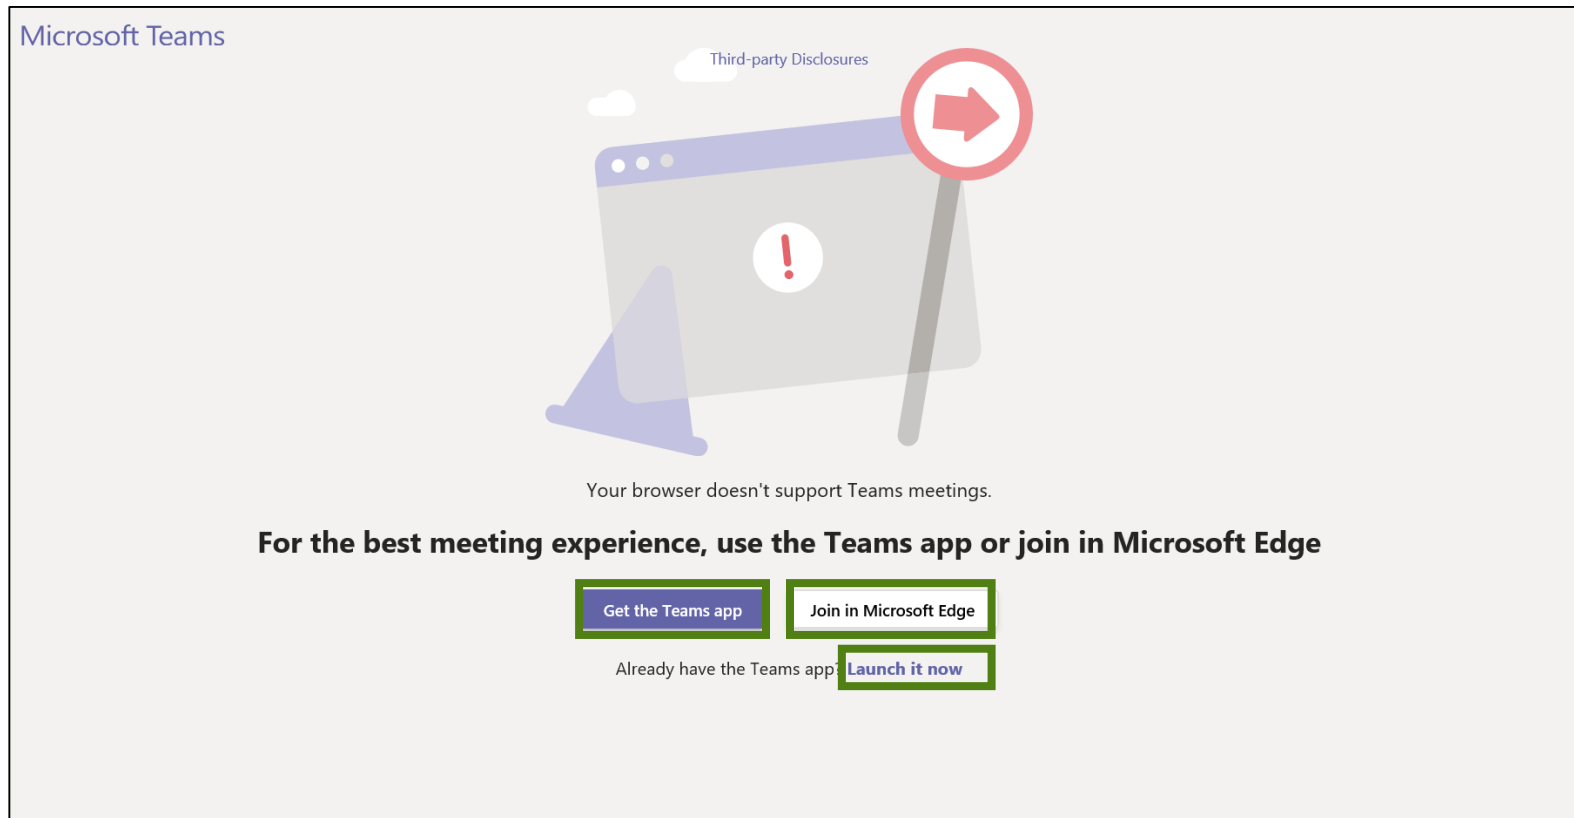 Microsoft Teams
Third-party Disclosures
Your browser doesn't support Teams meetings.
For the best meeting experience, use the Teams app or join in Microsoft Edge
Get the Teams app
Join in Microsoft Edge
Already have the Teams app? Launch it now